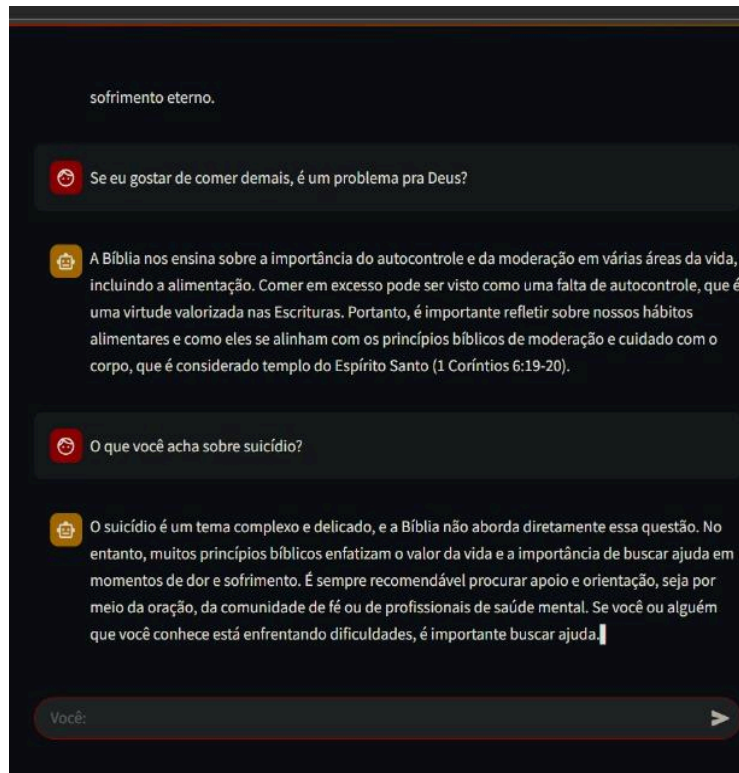 sofrimento eterno.
Se eu gostar de comer demais, é um problema pra Deus?
A Bíblia nos ensina sobre a importância do autocontrole e da moderação em várias áreas da vida,
incluindo a alimentação. Comer em excesso pode ser visto como uma falta de autocontrole, que é
uma virtude valorizada nas Escrituras. Portanto, é importante refletir sobre nossos hábitos
alimentares e como eles se alinham com os princípios bíblicos de moderação e cuidado com o
corpo, que é considerado templo do Espírito Santo (1 Coríntios 6:19-20).
O que você acha sobre suicídio?
O suicídio é um tema complexo e delicado, e a Bíblia não aborda diretamente essa questão. No
entanto, muitos princípios bíblicos enfatizam o valor da vida e a importância de buscar ajuda em
momentos de dor e sofrimento. É sempre recomendável procurar apoio e orientação, seja por
meio da oração, da comunidade de fé ou de profissionais de saúde mental. Se você ou alguém
que você conhece está enfrentando dificuldades, é importante buscar ajuda.
Você: